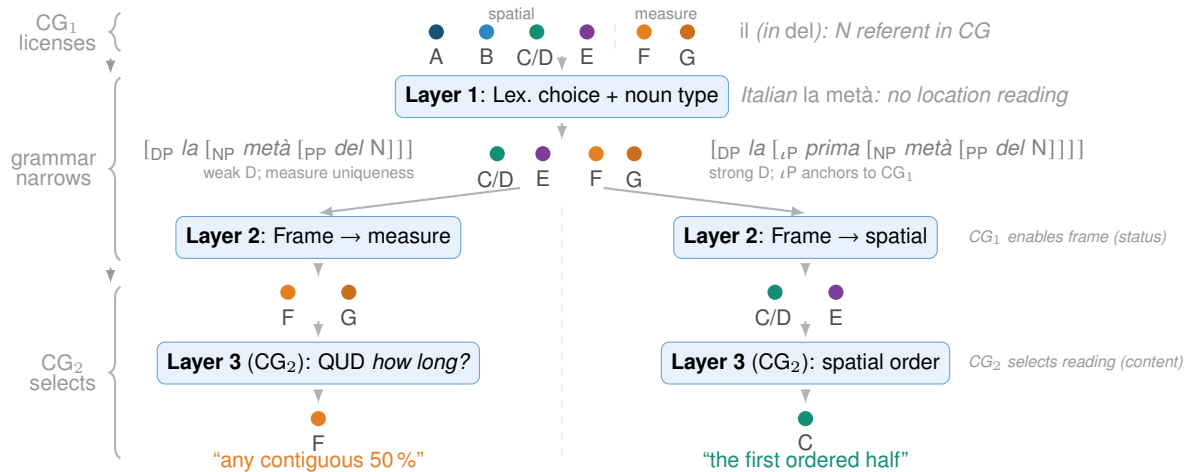 CG₁
licenses
spatial
measure
A B C/D E F G
il (in del): N referent in CG
Layer 1: Lex. choice + noun type
Italian la metà: no location reading
grammar
narrows
[DP la [NP metà [PP del N]]]
weak D; measure uniqueness
C/D E F G
[DP la [ιP prima [NP metà [PP del N]]]]
strong D; ιP anchors to CG₁
Layer 2: Frame → measure
Layer 2: Frame → spatial
CG₁ enables frame (status)
F G
C/D E
CG₂
selects
Layer 3 (CG₂): QUD how long?
Layer 3 (CG₂): spatial order
CG₂ selects reading (content)
F
C
“any contiguous 50 %”
“the first ordered half”